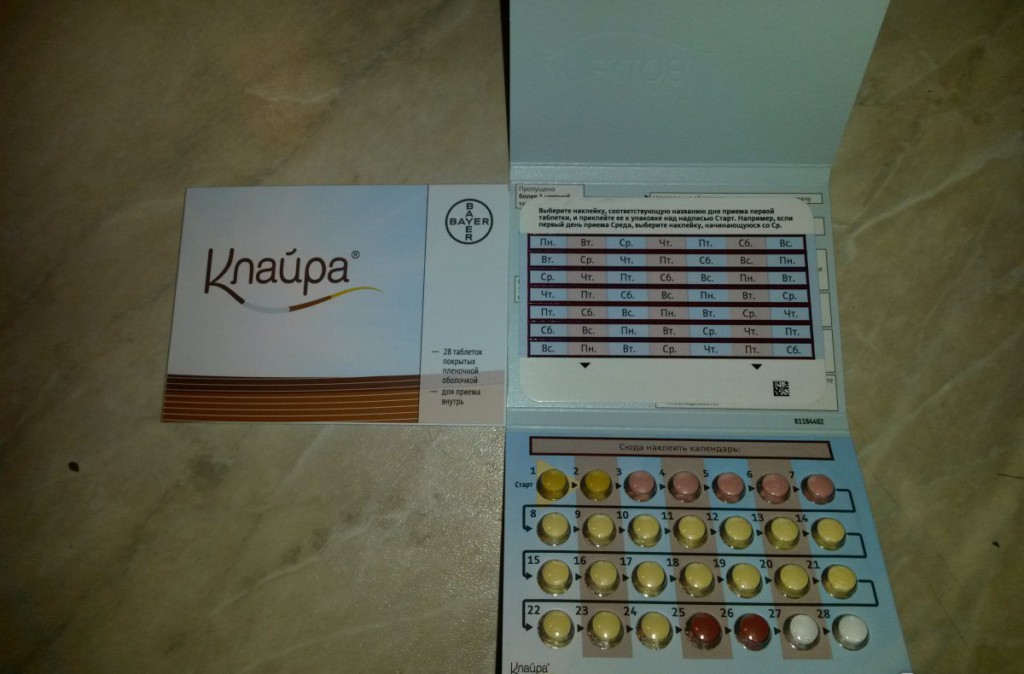 Клайра®
BAYER
BAYER
— 28 таблеток
покрытых
пленочной
оболочкой
— для приема
внутрь
Пропущено
Выберите наклейку, соответствующую названию дня приема первой
таблетки, и приклейте ее к упаковке над надписью Старт. Например, если
первый день приема Среда, выберите наклейку, начинающуюся со Ср.
Пн. Вт. Ср. Чт. Пт. Сб. Вс.
Вт. Ср. Чт. Пт. Сб. Вс. Пн.
Ср. Чт. Пт. Сб. Вс. Пн. Вт.
Чт. Пт. Сб. Вс. Пн. Вт. Ср.
Пт. Сб. Вс. Пн. Вт. Ср. Чт.
Сб. Вс. Пн. Вт. Ср. Чт. Пт.
Вс. Пн. Вт. Ср. Чт. Пт. Сб.
81184482
Сюда наклеить календарь:
1 2 3 4 5 6 7
Старт
8 9 10 11 12 13 14
15 16 17 18 19 20 21
22 23 24 25 26 27 28
Клайра®